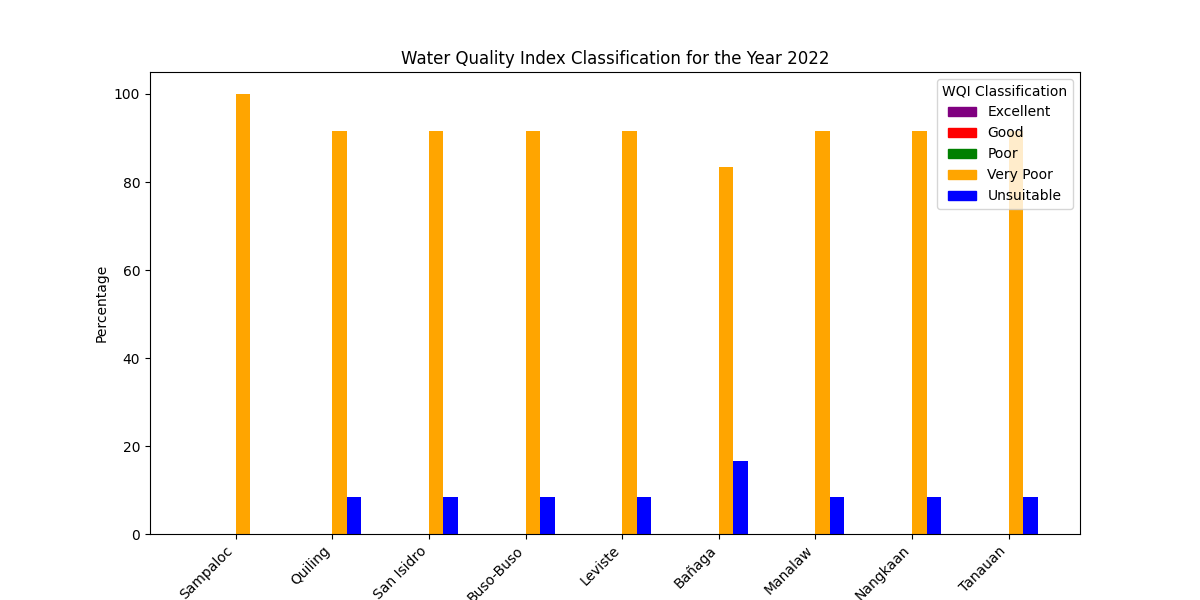 Water Quality Index Classification for the Year 2022
WQI Classification
Excellent
Good
Poor
Very Poor
Unsuitable
Percentage
100
80
60
40
20
0
Sampaloc
Quiling
San Isidro
Buso-Buso
Leviste
Bañaga
Manalaw
Nangkaan
Tanauan